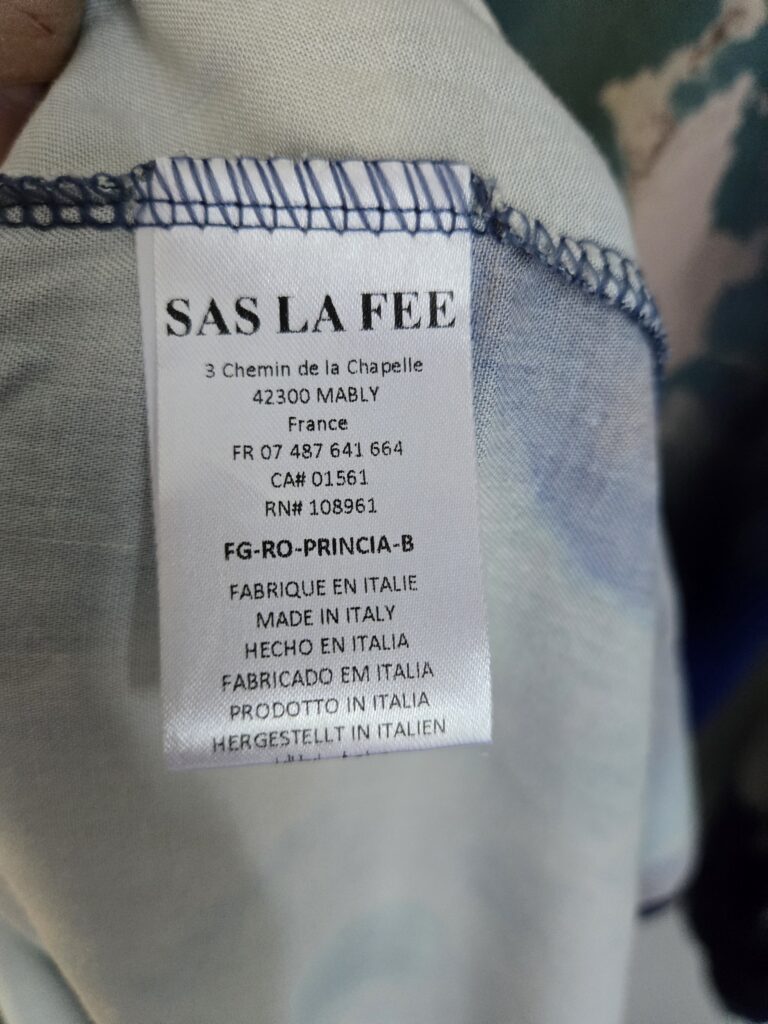 SAS LA FEE
3 Chemin de la Chapelle
42300 MABLY
France
FR 07 487 641 664
CA# 01561
RN# 108961
FG-RO-PRINCIA-B
FABRIQUE EN ITALIE
MADE IN ITALY
HECHO EN ITALIA
FABRICADO EM ITALIA
PRODOTTO IN ITALIA
HERGESTELLT IN ITALIEN